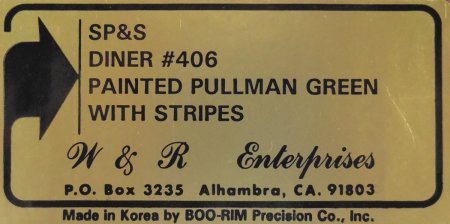 SP&S
DINER #406
PAINTED PULLMAN GREEN
WITH STRIPES
W & R Enterprises
P.O. Box 3235 Alhambra, CA. 91803
Made in Korea by BOO-RIM Precision Co., Inc.